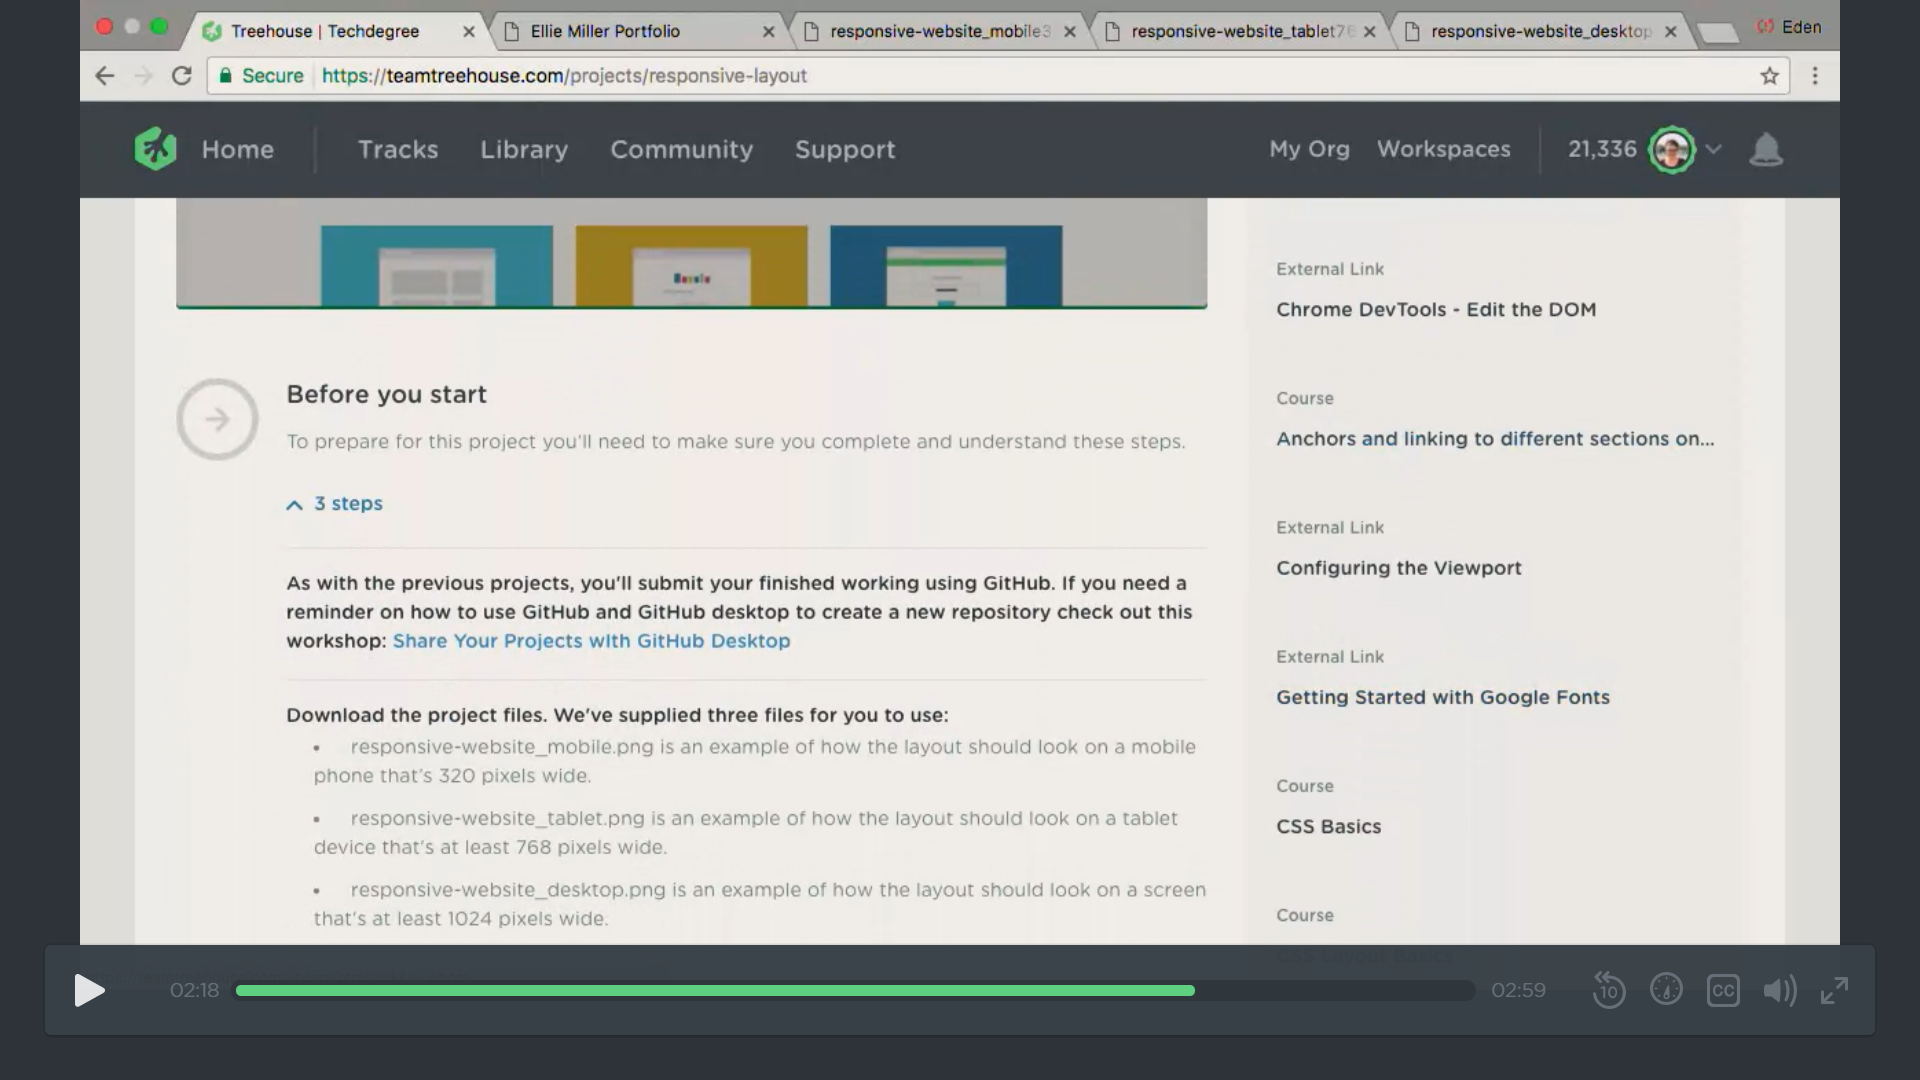 Treehouse | Techdegree
Ellie Miller Portfolio
responsive-website_mobile3
responsive-website_tablet76
responsive-website_desktop
Eden
Secure https://teamtreehouse.com/projects/responsive-layout
Home Tracks Library Community Support My Org Workspaces 21,336
External Link
Chrome DevTools - Edit the DOM
Course
Anchors and linking to different sections on...
External Link
Configuring the Viewport
External Link
Getting Started with Google Fonts
Course
CSS Basics
Course
Before you start
To prepare for this project you'll need to make sure you complete and understand these steps.
3 steps
As with the previous projects, you'll submit your finished working using GitHub. If you need a
reminder on how to use GitHub and GitHub desktop to create a new repository check out this
workshop: Share Your Projects wIth GitHub Desktop
Download the project files. We've supplied three files for you to use:
• responsive-website_mobile.png is an example of how the layout should look on a mobile
phone that's 320 pixels wide.
• responsive-website_tablet.png is an example of how the layout should look on a tablet
device that's at least 768 pixels wide.
• responsive-website_desktop.png is an example of how the layout should look on a screen
that's at least 1024 pixels wide.
02:18
02:59
10
CC